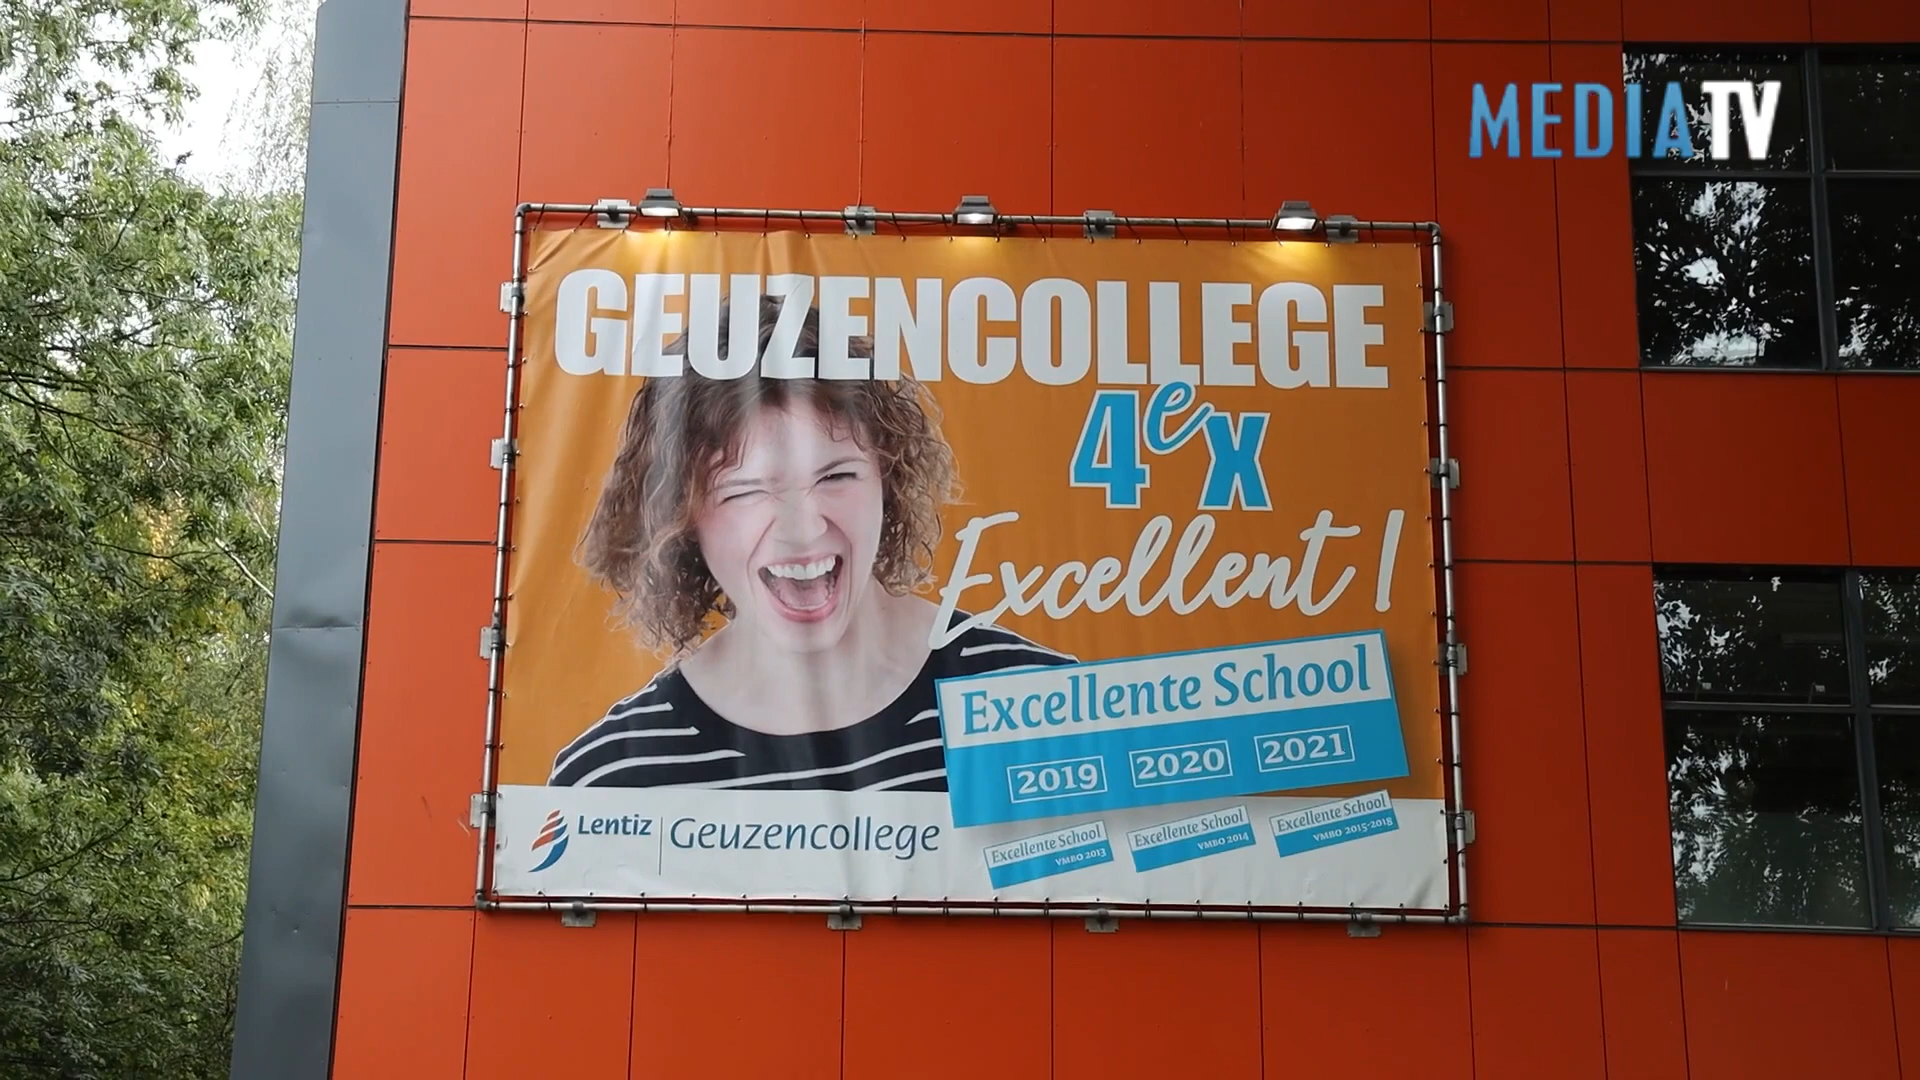 MEDIATV
GEUZENCOLLEGE
4e x
Excellent!
Excellente School
2019 2020 2021
Lentiz | Geuzencollege
Excellente School
VMBO 2013
Excellente School
VMBO 2014
Excellente School
VMBO 2015-2018